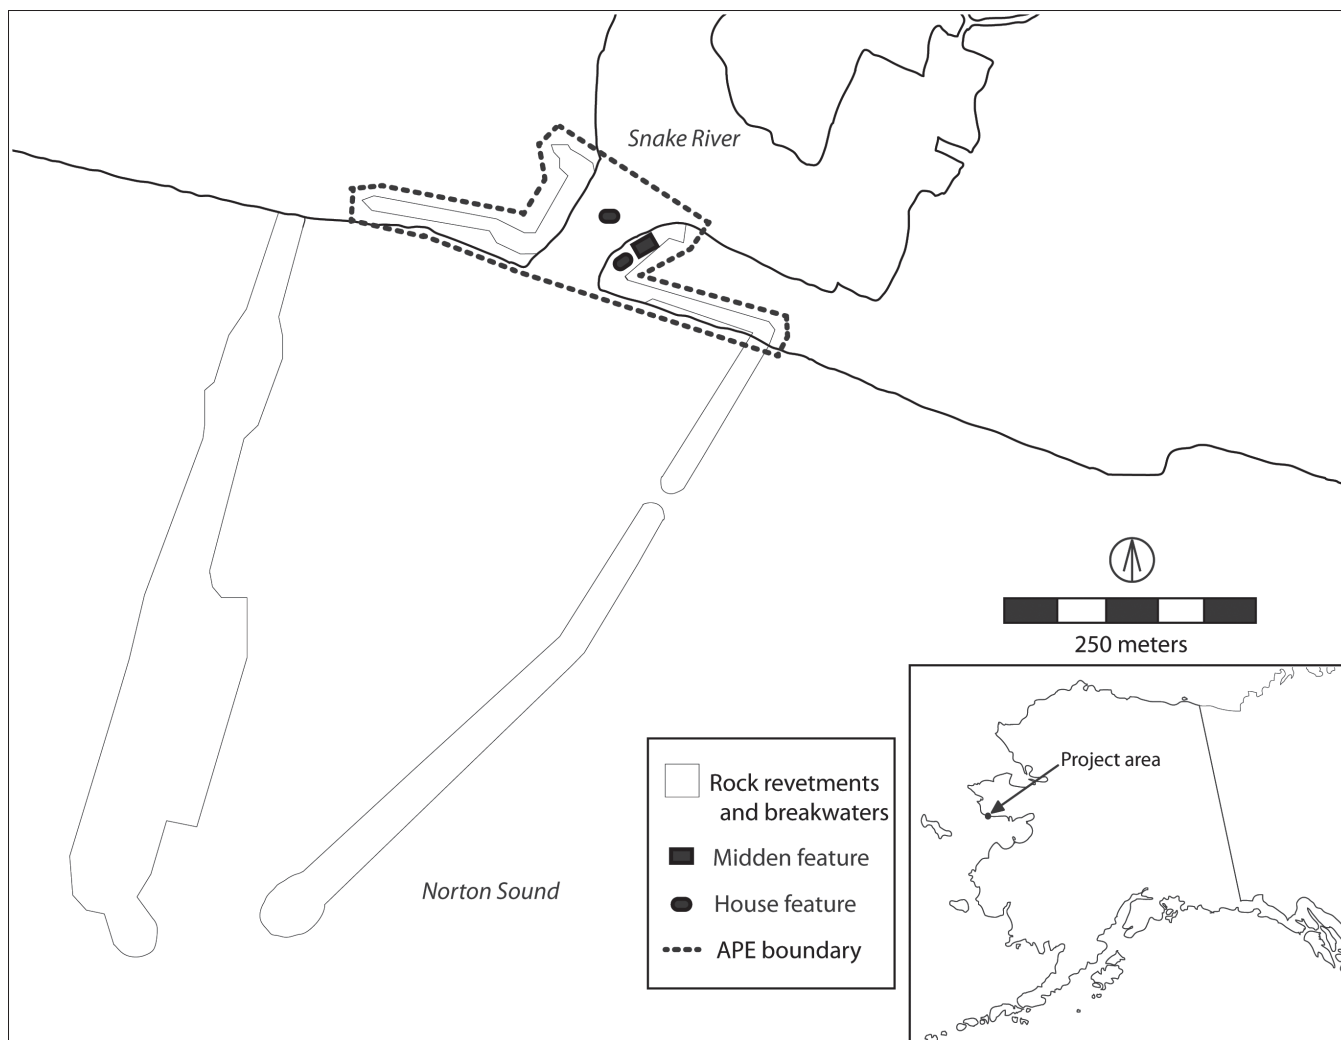 Snake River
250 meters
Project area
Rock revetments
and breakwaters
Midden feature
House feature
APE boundary
Norton Sound